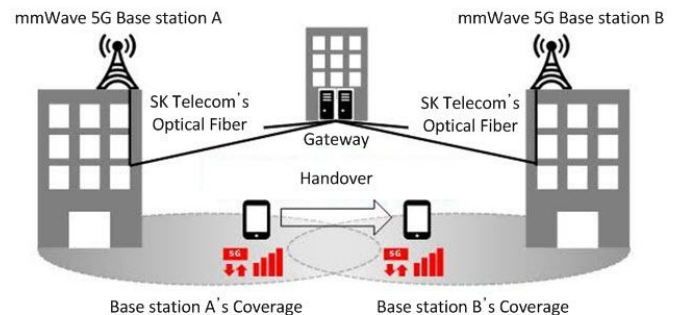 mmWave 5G Base station A
mmWave 5G Base station B
SK Telecom's
Optical Fiber
SK Telecom's
Optical Fiber
Gateway
Handover
5G
5G
Base station A's Coverage
Base station B's Coverage